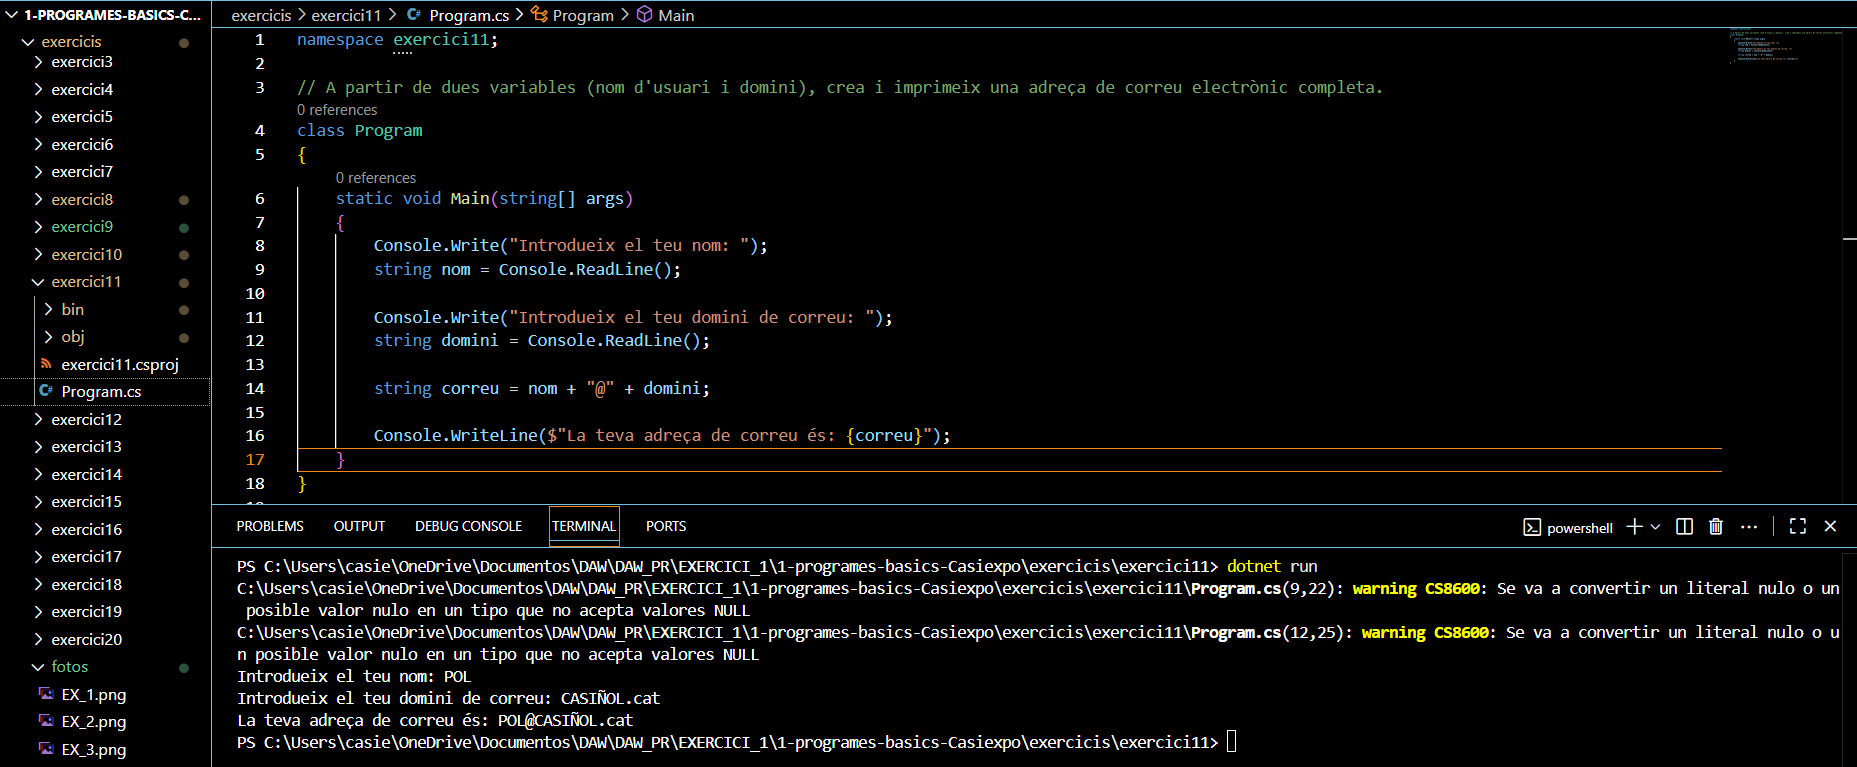 1-PROGRAMES-BASICS-C...
exercicis
exercici3
exercici4
exercici5
exercici6
exercici7
exercici8
exercici9
exercici10
exercici11
bin
obj
exercici11.csproj
Program.cs
exercici12
exercici13
exercici14
exercici15
exercici16
exercici17
exercici18
exercici19
exercici20
fotos
EX_1.png
EX_2.png
EX_3.png
exercicis > exercici11 > Program.cs > Program > Main
1 namespace exercici11;
2
3 // A partir de dues variables (nom d'usuari i domini), crea i imprimeix una adreça de correu electrònic completa.
0 references
4 class Program
5 {
0 references
6 static void Main(string[] args)
7 {
8 Console.Write("Introdueix el teu nom: ");
9 string nom = Console.ReadLine();
10
11 Console.Write("Introdueix el teu domini de correu: ");
12 string domini = Console.ReadLine();
13
14 string correu = nom + "@" + domini;
15
16 Console.WriteLine($"La teva adreça de correu és: {correu}");
17 }
18 }
PROBLEMS OUTPUT DEBUG CONSOLE TERMINAL PORTS
powershell
PS C:\Users\casie\OneDrive\Documentos\DAW\DAW_PR\EXERCICI_1\1-programes-basics-Casiexpo\exercicis\exercici11> dotnet run
C:\Users\casie\OneDrive\Documentos\DAW\DAW_PR\EXERCICI_1\1-programes-basics-Casiexpo\exercicis\exercici11\Program.cs(9,22): warning CS8600: Se va a convertir un literal nulo o un
posible valor nulo en un tipo que no acepta valores NULL
C:\Users\casie\OneDrive\Documentos\DAW\DAW_PR\EXERCICI_1\1-programes-basics-Casiexpo\exercicis\exercici11\Program.cs(12,25): warning CS8600: Se va a convertir un literal nulo o u
n posible valor nulo en un tipo que no acepta valores NULL
Introdueix el teu nom: POL
Introdueix el teu domini de correu: CASIÑOL.cat
La teva adreça de correu és: POL@CASIÑOL.cat
PS C:\Users\casie\OneDrive\Documentos\DAW\DAW_PR\EXERCICI_1\1-programes-basics-Casiexpo\exercicis\exercici11>